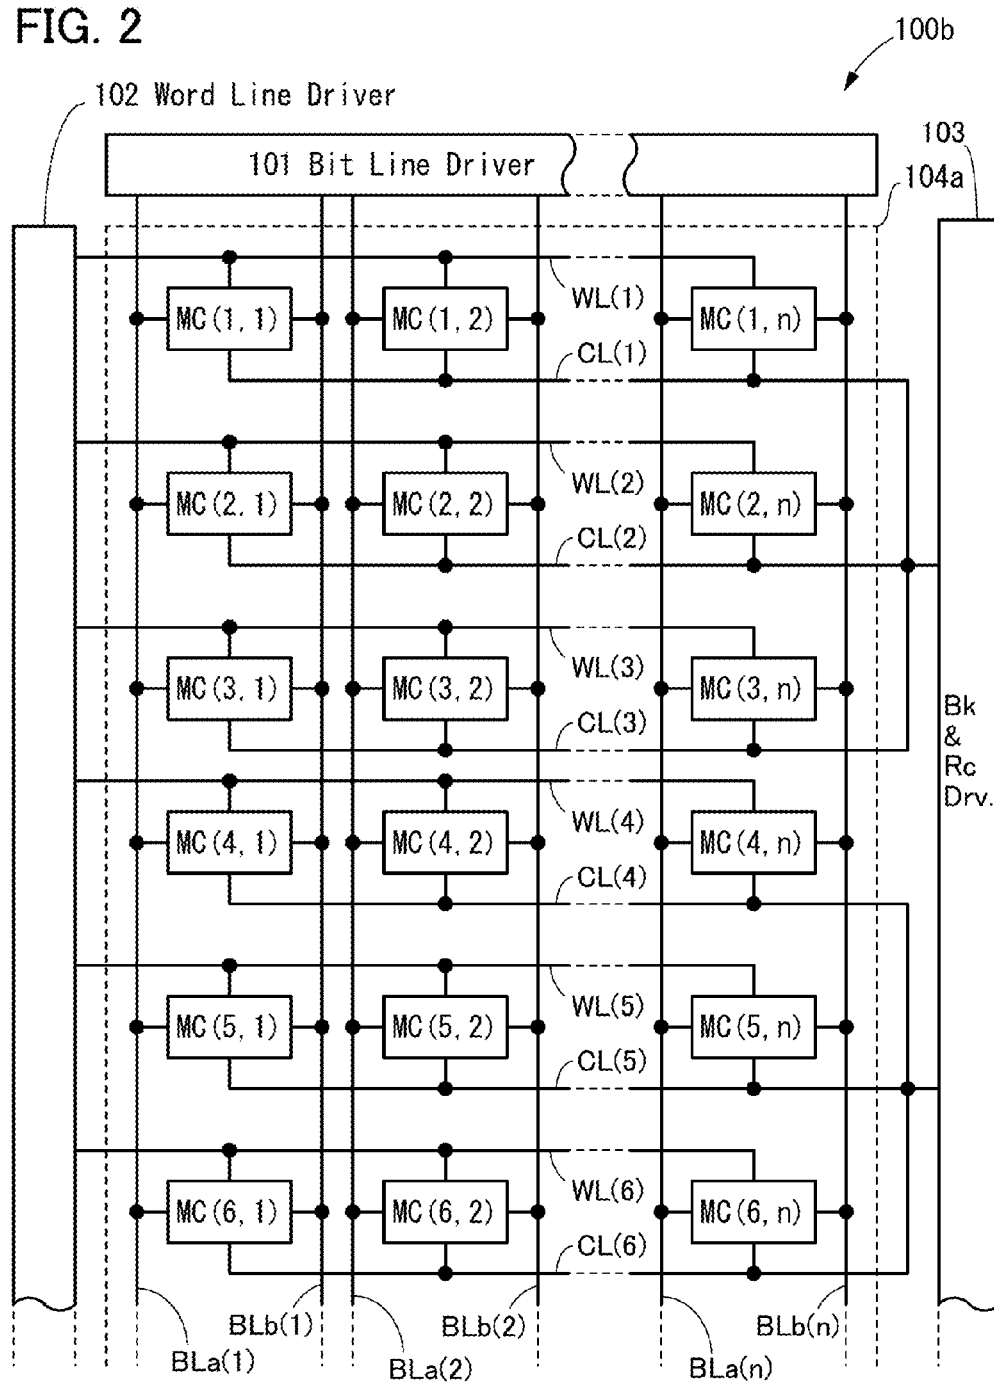 FIG. 2
100b
102 Word Line Driver
103
101 Bit Line Driver
104a
WL(1)
MC(1, 1) MC(1, 2) MC(1, n)
CL(1)
WL(2)
MC(2, 1) MC(2, 2) MC(2, n)
CL(2)
WL(3)
MC(3, 1) MC(3, 2) MC(3, n)
CL(3)
Bk
&
Rc
Drv.
WL(4)
MC(4, 1) MC(4, 2) MC(4, n)
CL(4)
WL(5)
MC(5, 1) MC(5, 2) MC(5, n)
CL(5)
WL(6)
MC(6, 1) MC(6, 2) MC(6, n)
CL(6)
BLb(1) BLb(2) BLb(n)
BLa(1) BLa(2) BLa(n)